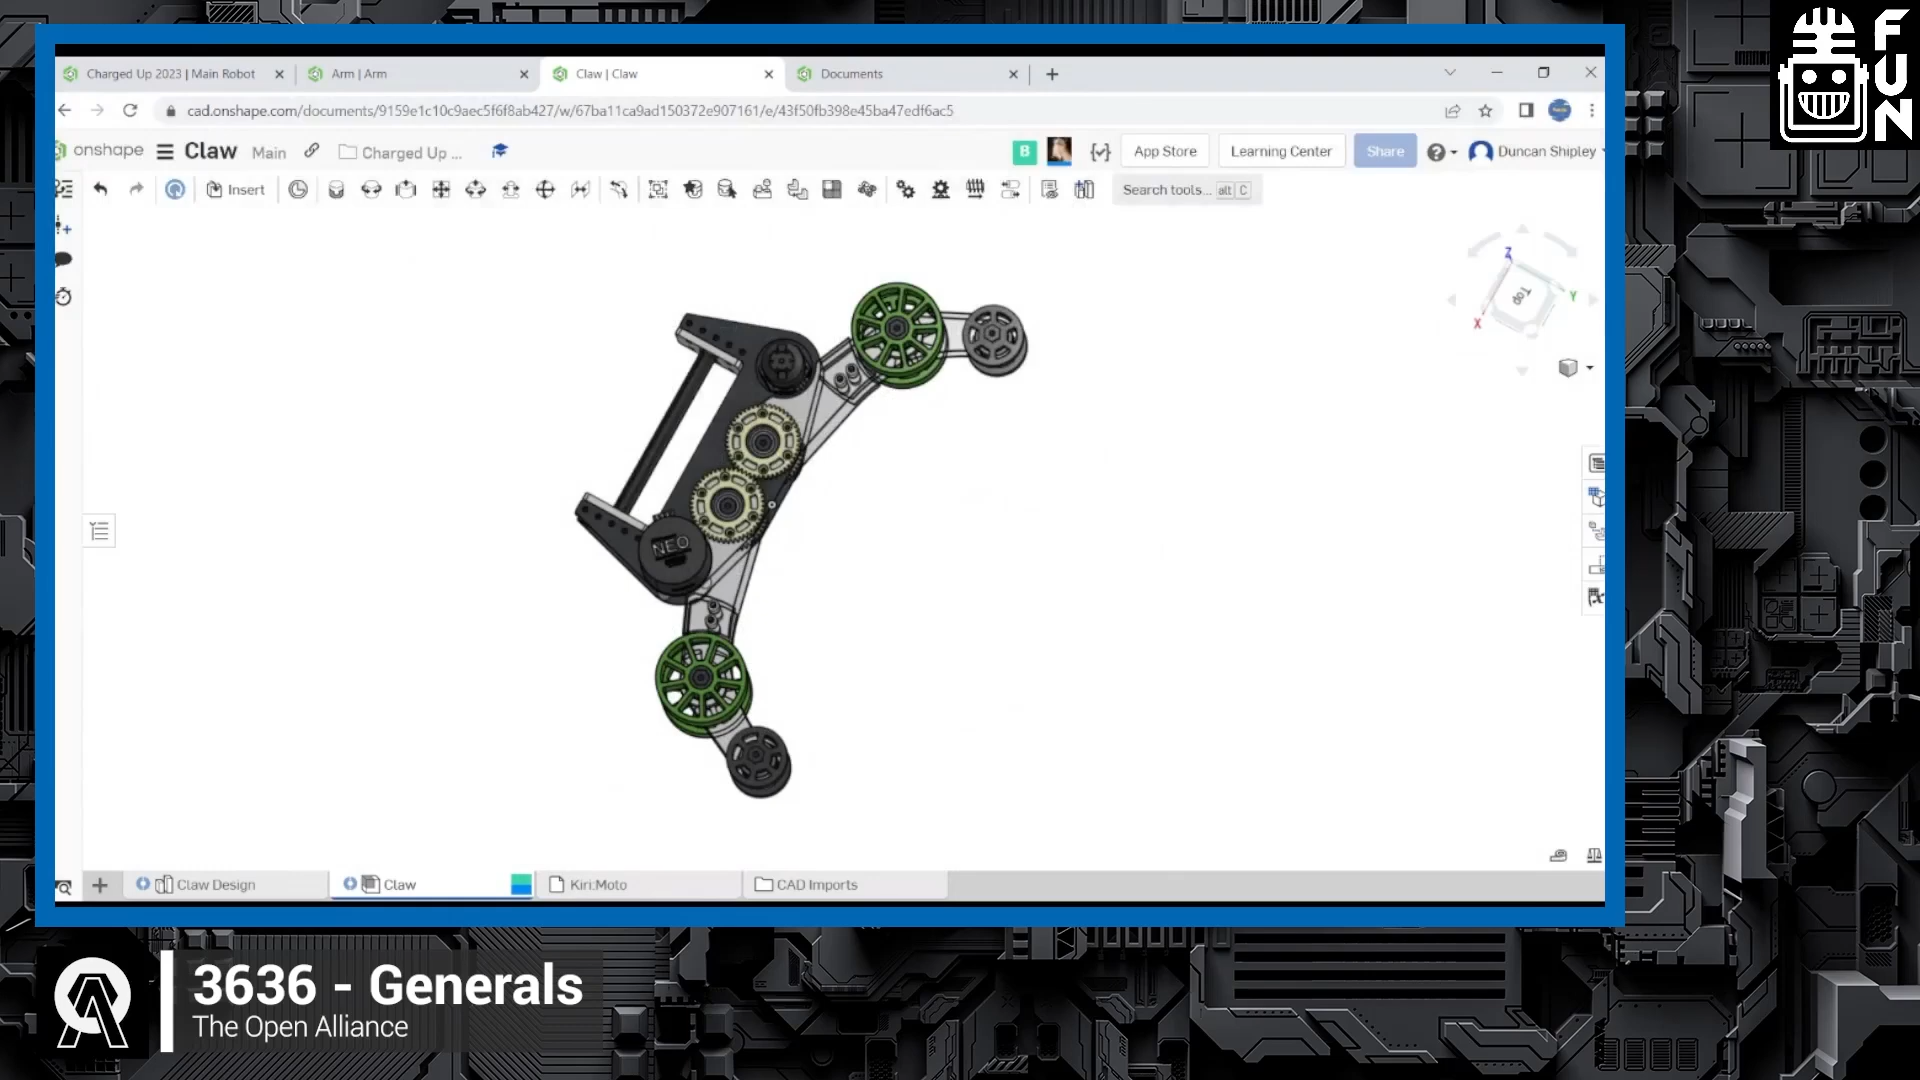 FUN
Charged Up 2023 | Main Robot
Arm | Arm
Claw | Claw
Documents
cad.onshape.com/documents/9159e1c10c9aec5f6f8ab427/w/67ba11ca9ad150372e907161/e/43f50fb398e45ba47edf6ac5
onshape
Claw
Main
Charged Up ...
B
App Store
Learning Center
Share
Duncan Shipley
Insert
Search tools... alt C
Z
Top
Y
X
NEO
Claw Design
Claw
Kiri:Moto
CAD Imports
3636 - Generals
The Open Alliance